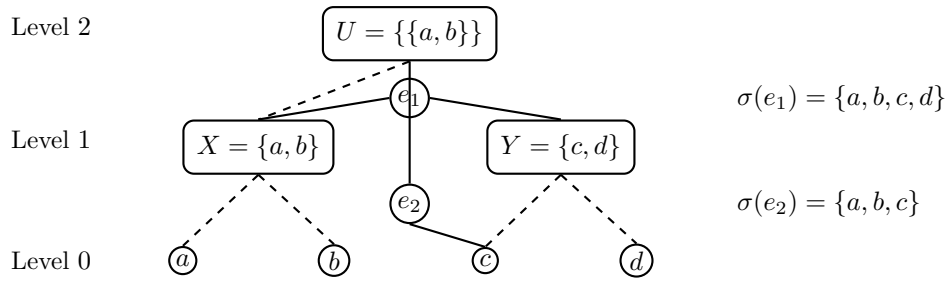 Level 2
U = {{a, b}}
e₁
σ(e₁) = {a, b, c, d}
Level 1
X = {a, b}
Y = {c, d}
e₂
σ(e₂) = {a, b, c}
Level 0
a
b
c
d